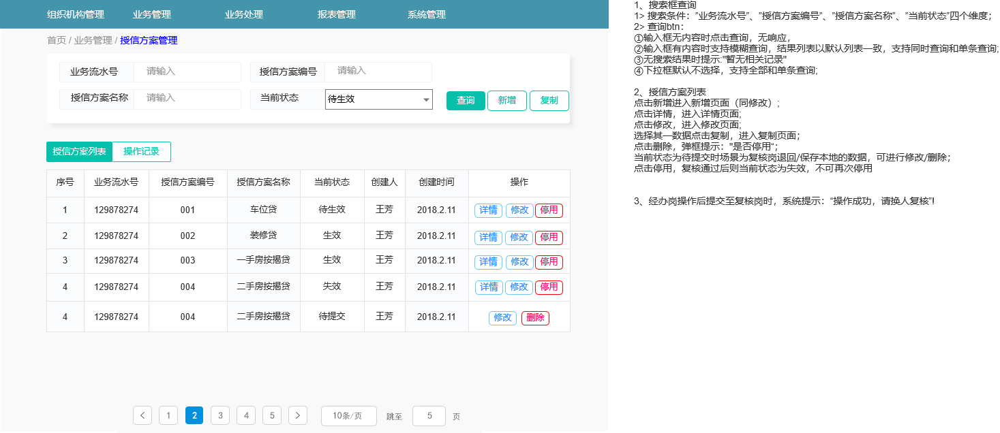 组织机构管理 业务管理 业务处理 报表管理 系统管理
首页 / 业务管理 / 授信方案管理
业务流水号 请输入 授信方案编号 请输入
授信方案名称 请输入 当前状态 待生效 查询 新增 复制
授信方案列表 操作记录
序号 业务流水号 授信方案编号 授信方案名称 当前状态 创建人 创建时间 操作
1 129878274 001 车位贷 待生效 王芳 2018.2.11 详情 修改 停用
2 129878274 002 装修贷 生效 王芳 2018.2.11 详情 修改 停用
3 129878274 003 一手房按揭贷 生效 王芳 2018.2.11 详情 修改 停用
4 129878274 004 二手房按揭贷 失效 王芳 2018.2.11 详情 修改 停用
4 129878274 004 二手房按揭贷 待提交 王芳 2018.2.11 修改 删除
< 1 2 3 4 5 > 10条/页 跳至 5 页
1、搜索框查询
1> 搜索条件："业务流水号"、"授信方案编号"、"授信方案名称"、"当前状态"四个维度；
2> 查询btn：
①输入框无内容时点击查询，无响应，
②输入框有内容时支持模糊查询，结果列表以默认列表一致，支持同时查询和单条查询;
③无搜索结果时提示:"暂无相关记录"
④下拉框默认不选择，支持全部和单条查询;
2、授信方案列表
点击新增进入新增页面（同修改）;
点击详情，进入详情页面;
点击修改，进入修改页面;
选择其一数据点击复制，进入复制页面；
点击删除，弹框提示："是否停用“；
当前状态为待提交时场景为复核岗退回/保存本地的数据，可进行修改/删除；
点击停用，复核通过后则当前状态为失效，不可再次停用
3、经办岗操作后提交至复核岗时，系统提示：“操作成功，请换人复核”!